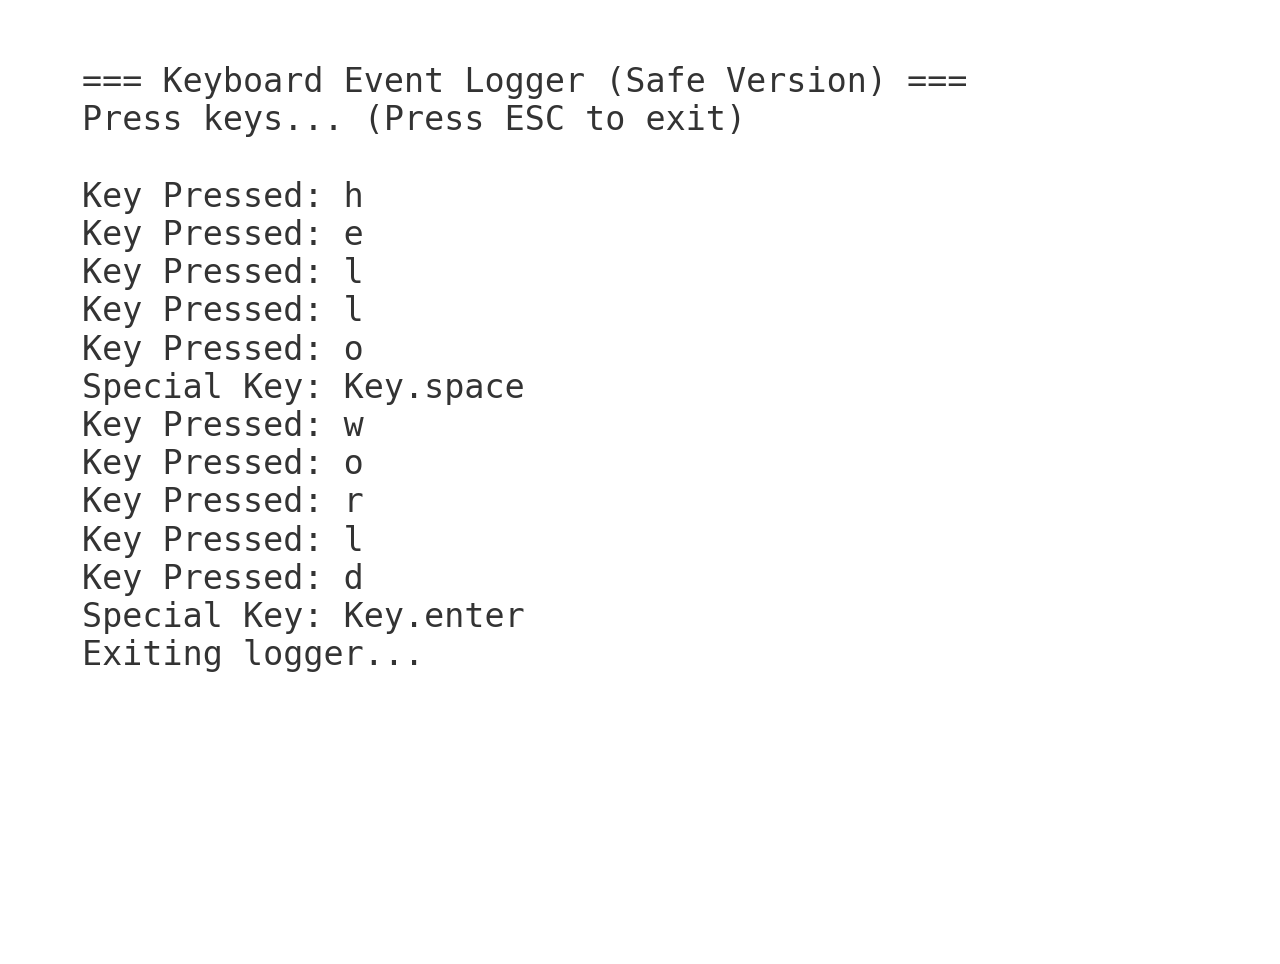 === Keyboard Event Logger (Safe Version) ===
Press keys... (Press ESC to exit)

Key Pressed: h
Key Pressed: e
Key Pressed: l
Key Pressed: l
Key Pressed: o
Special Key: Key.space
Key Pressed: w
Key Pressed: o
Key Pressed: r
Key Pressed: l
Key Pressed: d
Special Key: Key.enter
Exiting logger...